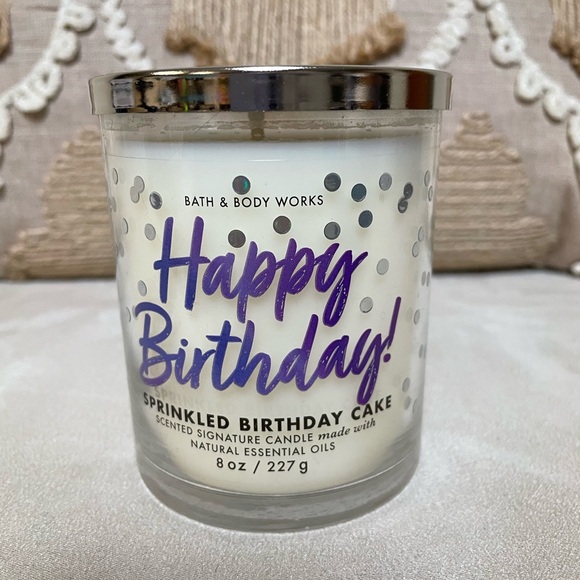 BATH & BODY WORKS
Happy
Birthday!
SPRINKLED BIRTHDAY CAKE
SCENTED SIGNATURE CANDLE made with
NATURAL ESSENTIAL OILS
8 oz / 227 g